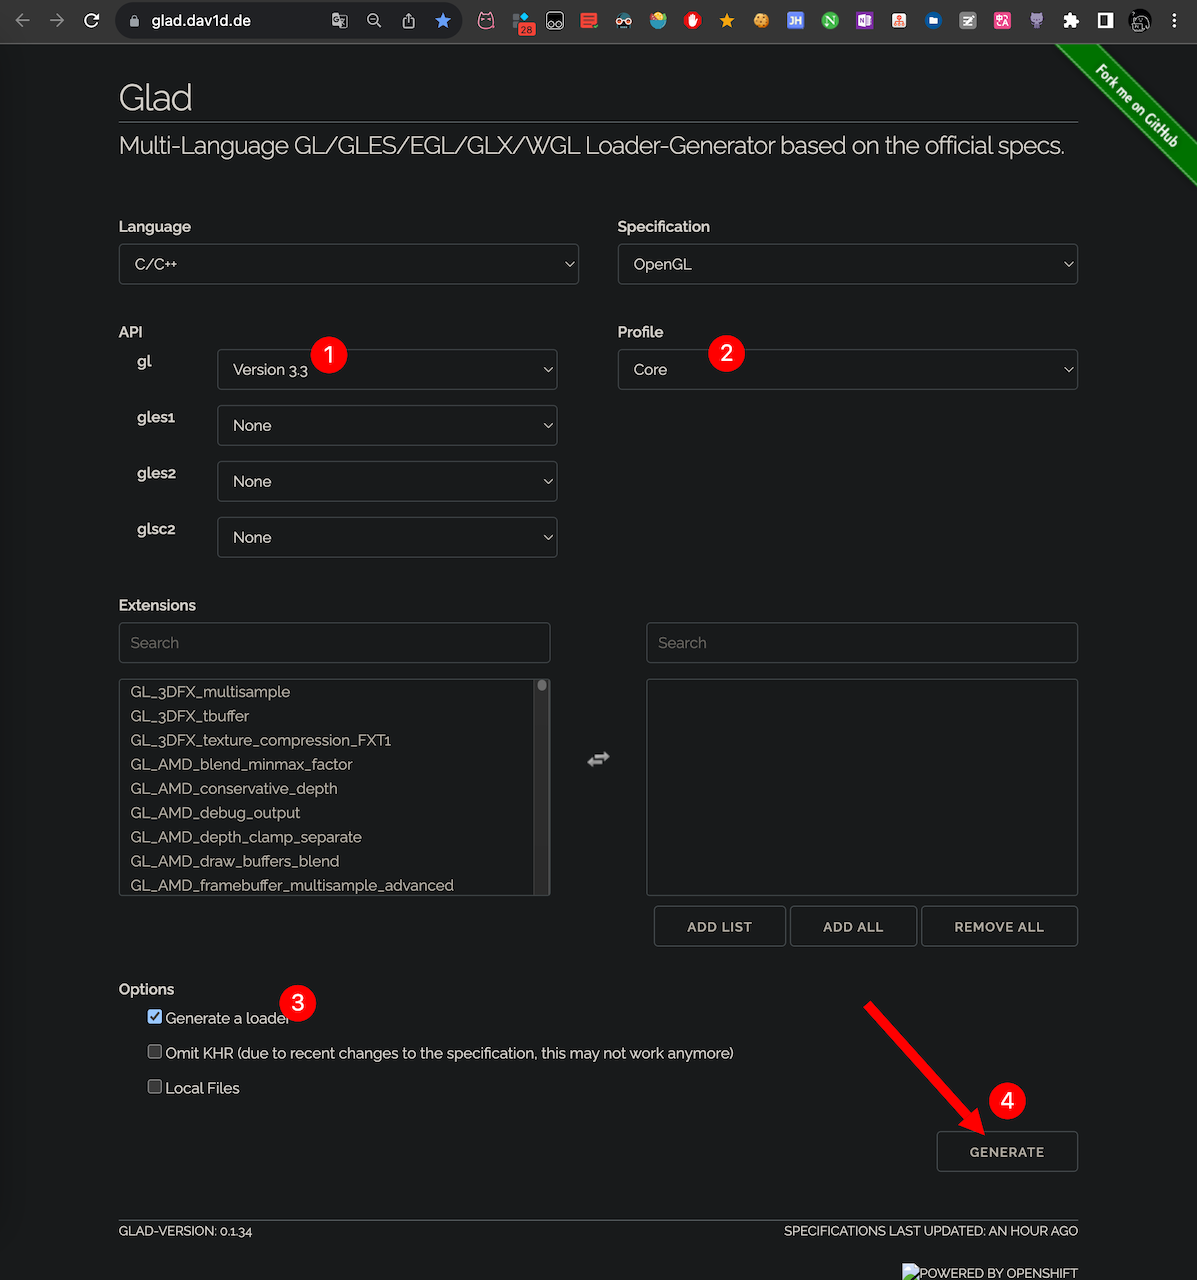 glad.dav1d.de
28
JH
N
N
Fork me on GitHub
Glad
Multi-Language GL/GLES/EGL/GLX/WGL Loader-Generator based on the official specs.
Language
Specification
C/C++
OpenGL
API
Profile
gl
Version 3.3
1
Core
2
gles1
None
gles2
None
glsc2
None
Extensions
Search
Search
GL_3DFX_multisample
GL_3DFX_tbuffer
GL_3DFX_texture_compression_FXT1
GL_AMD_blend_minmax_factor
GL_AMD_conservative_depth
GL_AMD_debug_output
GL_AMD_depth_clamp_separate
GL_AMD_draw_buffers_blend
GL_AMD_framebuffer_multisample_advanced
ADD LIST
ADD ALL
REMOVE ALL
Options
3
Generate a loader
Omit KHR (due to recent changes to the specification, this may not work anymore)
Local Files
4
GENERATE
GLAD-VERSION: 0.1.34
SPECIFICATIONS LAST UPDATED: AN HOUR AGO
POWERED BY OPENSHIFT